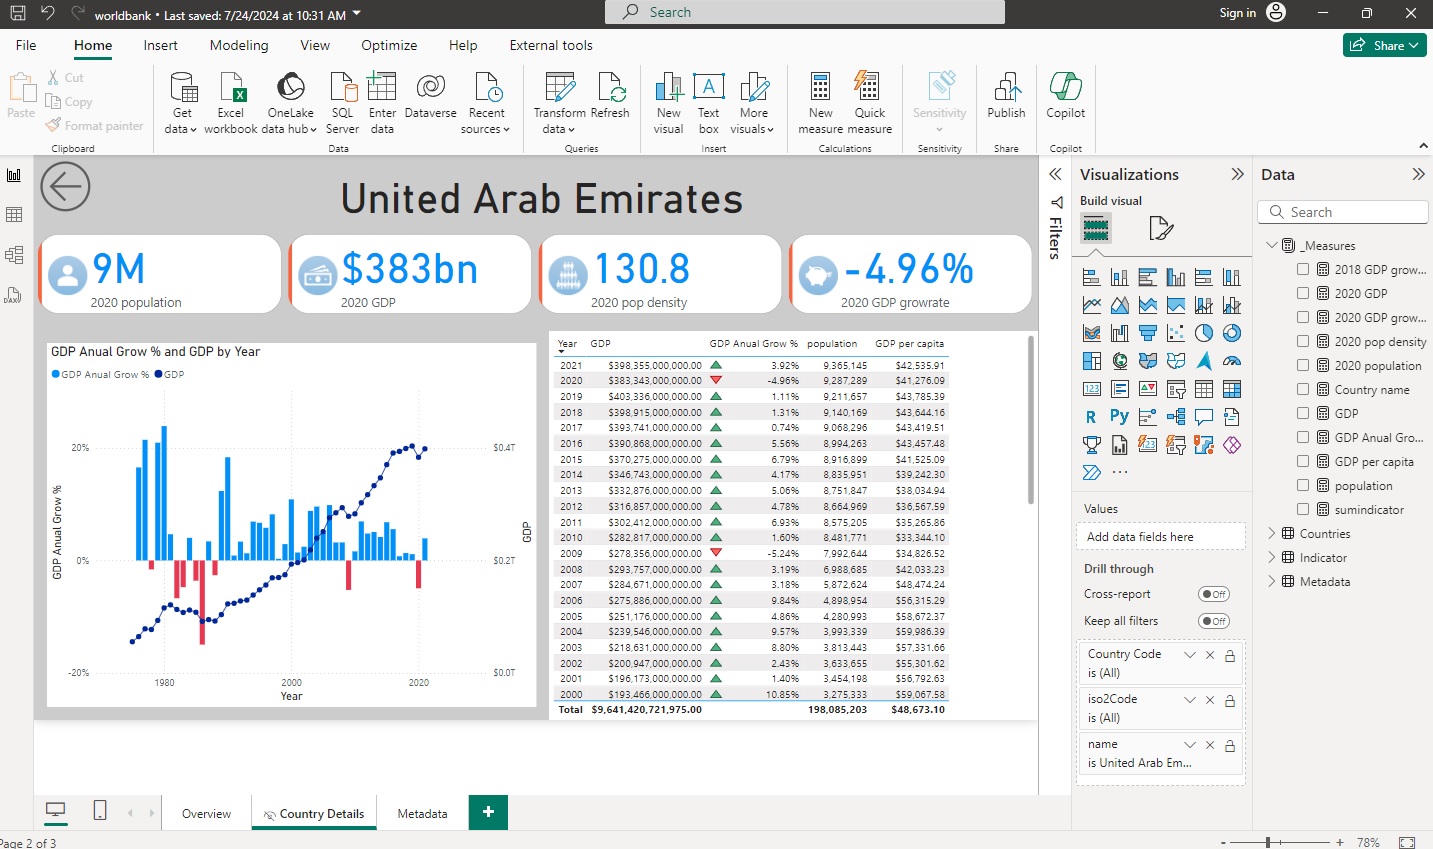 worldbank • Last saved: 7/24/2024 at 10:31 AM
Search
Sign in
File Home Insert Modeling View Optimize Help External tools
Share
Paste
Cut
Copy
Format painter
Clipboard
Get data
Excel workbook
OneLake data hub
SQL Server
Enter data
Dataverse
Recent sources
Data
Transform data
Refresh
Queries
New visual
Text box
More visuals
Insert
New measure
Quick measure
Calculations
Sensitivity
Sensitivity
Publish
Share
Copilot
Copilot
United Arab Emirates
9M
2020 population
$383bn
2020 GDP
130.8
2020 pop density
-4.96%
2020 GDP growrate
GDP Anual Grow % and GDP by Year
GDP Anual Grow % GDP
GDP Anual Grow %
20%
0%
-20%
1980 2000 2020
Year
$0.4T
$0.2T
$0.0T
GDP
Year GDP GDP Anual Grow % population GDP per capita
2021 $398,355,000,000.00 3.92% 9,365,145 $42,535.91
2020 $383,343,000,000.00 -4.96% 9,287,289 $41,276.09
2019 $403,336,000,000.00 1.11% 9,211,657 $43,785.39
2018 $398,915,000,000.00 1.31% 9,140,169 $43,644.16
2017 $393,741,000,000.00 0.74% 9,068,296 $43,419.51
2016 $390,868,000,000.00 5.56% 8,994,263 $43,457.48
2015 $370,275,000,000.00 6.79% 8,916,899 $41,525.09
2014 $346,743,000,000.00 4.17% 8,835,951 $39,242.30
2013 $332,876,000,000.00 5.06% 8,751,847 $38,034.94
2012 $316,857,000,000.00 4.78% 8,664,969 $36,567.59
2011 $302,412,000,000.00 6.93% 8,575,205 $35,265.86
2010 $282,817,000,000.00 1.60% 8,481,771 $33,344.10
2009 $278,356,000,000.00 -5.24% 7,992,644 $34,826.52
2008 $293,757,000,000.00 3.19% 6,988,685 $42,033.23
2007 $284,671,000,000.00 3.18% 5,872,624 $48,474.24
2006 $275,886,000,000.00 9.84% 4,898,954 $56,315.29
2005 $251,176,000,000.00 4.86% 4,280,993 $58,672.37
2004 $239,546,000,000.00 9.57% 3,993,339 $59,986.39
2003 $218,631,000,000.00 8.80% 3,813,443 $57,331.66
2002 $200,947,000,000.00 2.43% 3,633,655 $55,301.62
2001 $196,173,000,000.00 1.40% 3,454,198 $56,792.63
2000 $193,466,000,000.00 10.85% 3,275,333 $59,067.58
Total $9,641,420,721,975.00 198,085,203 $48,673.10
Filters
Visualizations
Build visual
123
R Py
Values
Add data fields here
Drill through
Cross-report Off
Keep all filters Off
Country Code
is (All)
iso2Code
is (All)
name
is United Arab Em...
Data
Search
_Measures
2018 GDP grow...
2020 GDP
2020 GDP grow...
2020 pop density
2020 population
Country name
GDP
GDP Anual Gro...
GDP per capita
population
sumindicator
Countries
Indicator
Metadata
Overview Country Details Metadata +
Page 2 of 3
- + 78%